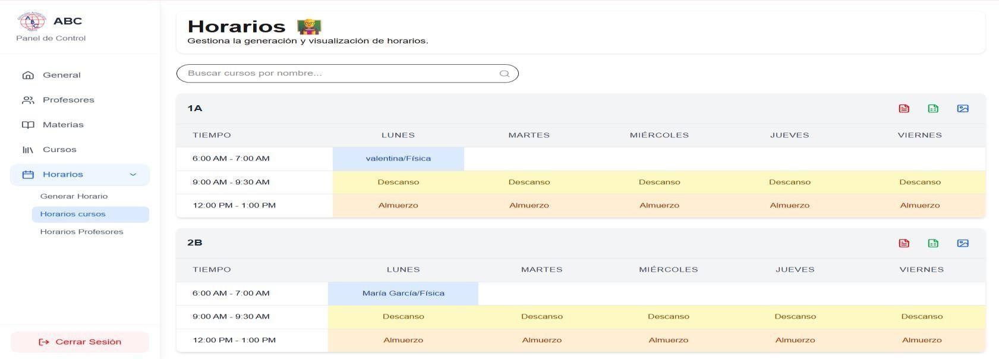 ABC
Panel de Control
General
Profesores
Materias
Cursos
Horarios
Generar Horario
Horarios cursos
Horarios Profesores
Cerrar Sesión
Horarios
Gestiona la generación y visualización de horarios.
Buscar cursos por nombre...
1A
TIEMPO LUNES MARTES MIÉRCOLES JUEVES VIERNES
6:00 AM - 7:00 AM valentina/Física
9:00 AM - 9:30 AM Descanso Descanso Descanso Descanso Descanso
12:00 PM - 1:00 PM Almuerzo Almuerzo Almuerzo Almuerzo Almuerzo
2B
TIEMPO LUNES MARTES MIÉRCOLES JUEVES VIERNES
6:00 AM - 7:00 AM María García/Física
9:00 AM - 9:30 AM Descanso Descanso Descanso Descanso Descanso
12:00 PM - 1:00 PM Almuerzo Almuerzo Almuerzo Almuerzo Almuerzo